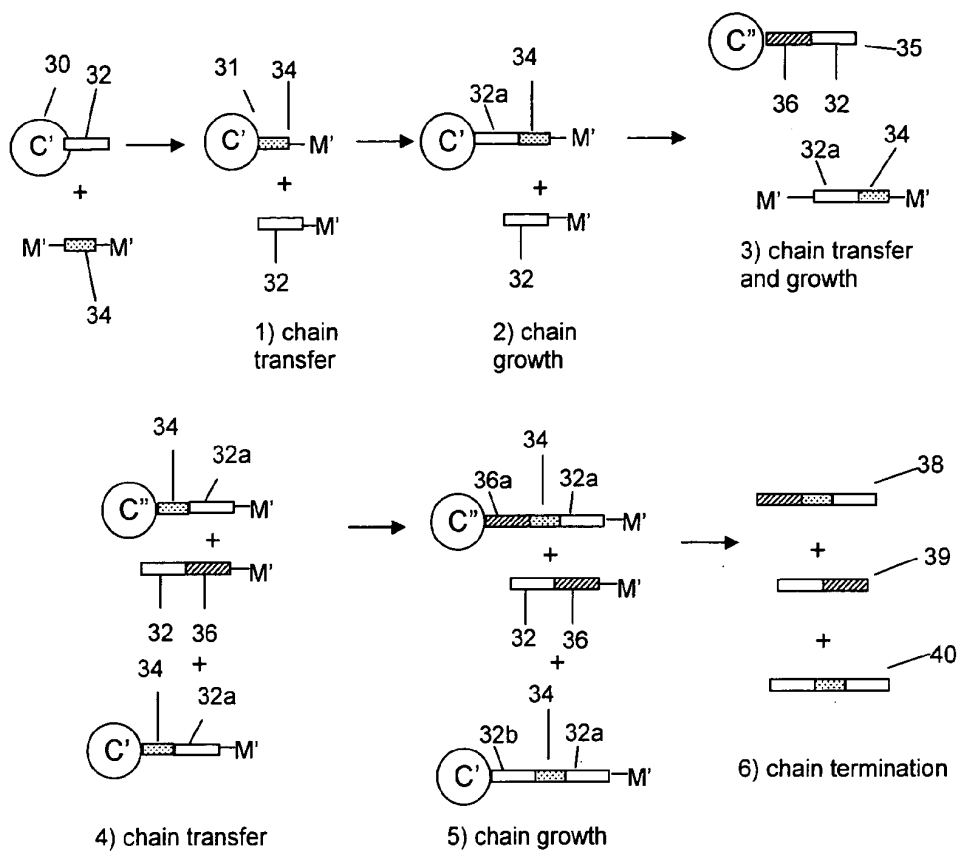 30
32
C'
+
M' M'
34
31
34
C' M'
+
M'
32
1) chain
transfer
34
32a
C' M'
+
M'
32
2) chain
growth
C"
35
36
32
32a
34
M' M'
3) chain transfer
and growth
34
32a
C" M'
+
M'
32
36
+
34
32a
C' M'
4) chain transfer
34
36a
32a
C" M'
+
M'
32
36
+
34
32b
32a
C' M'
5) chain growth
38
+
39
+
40
6) chain termination